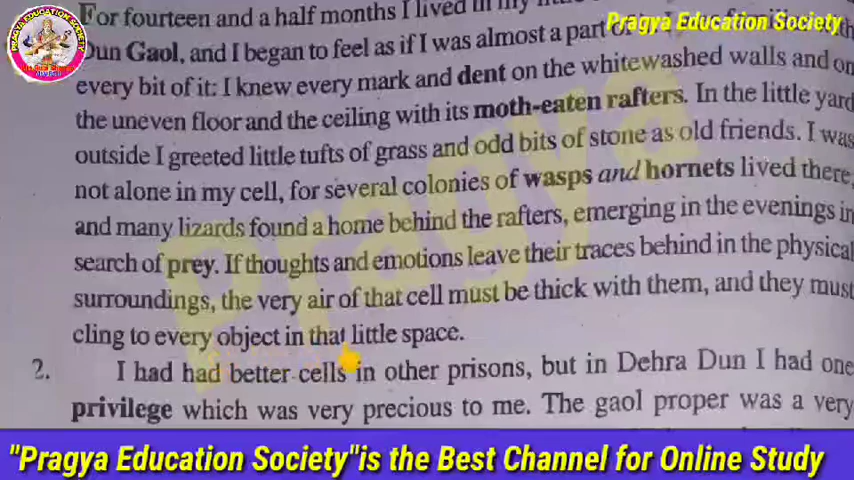 Pragya Education Society
For fourteen and a half months I lived in my
Dun Gaol, and I began to feel as if I was almost a part
every bit of it: I knew every mark and dent on the whitewashed walls and on
the uneven floor and the ceiling with its moth-eaten rafters. In the little yard
outside I greeted little tufts of grass and odd bits of stone as old friends. I was
not alone in my cell, for several colonies of wasps and hornets lived there,
and many lizards found a home behind the rafters, emerging in the evenings in
search of prey. If thoughts and emotions leave their traces behind in the physical
surroundings, the very air of that cell must be thick with them, and they must
cling to every object in that little space.
2. I had had better cells in other prisons, but in Dehra Dun I had one
privilege which was very precious to me. The gaol proper was a very
Pragya
"Pragya Education Society"is the Best Channel for Online Study